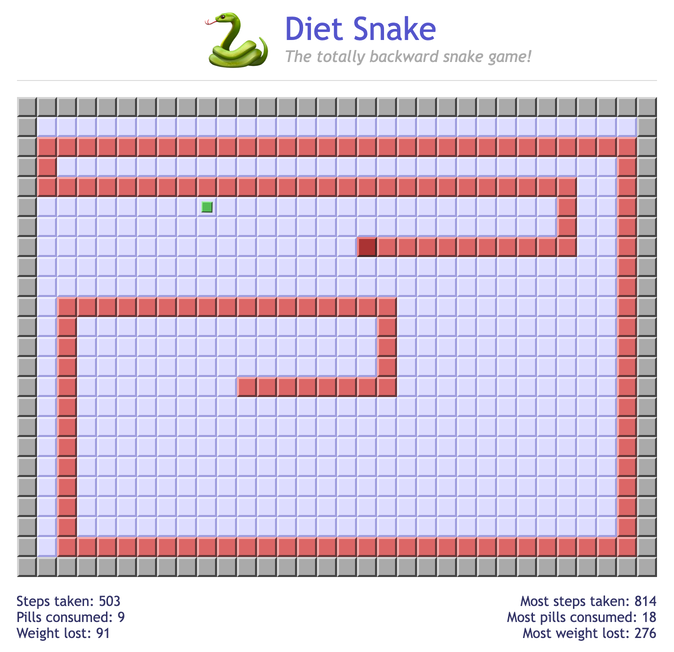 Diet Snake
The totally backward snake game!
Steps taken: 503
Pills consumed: 9
Weight lost: 91
Most steps taken: 814
Most pills consumed: 18
Most weight lost: 276